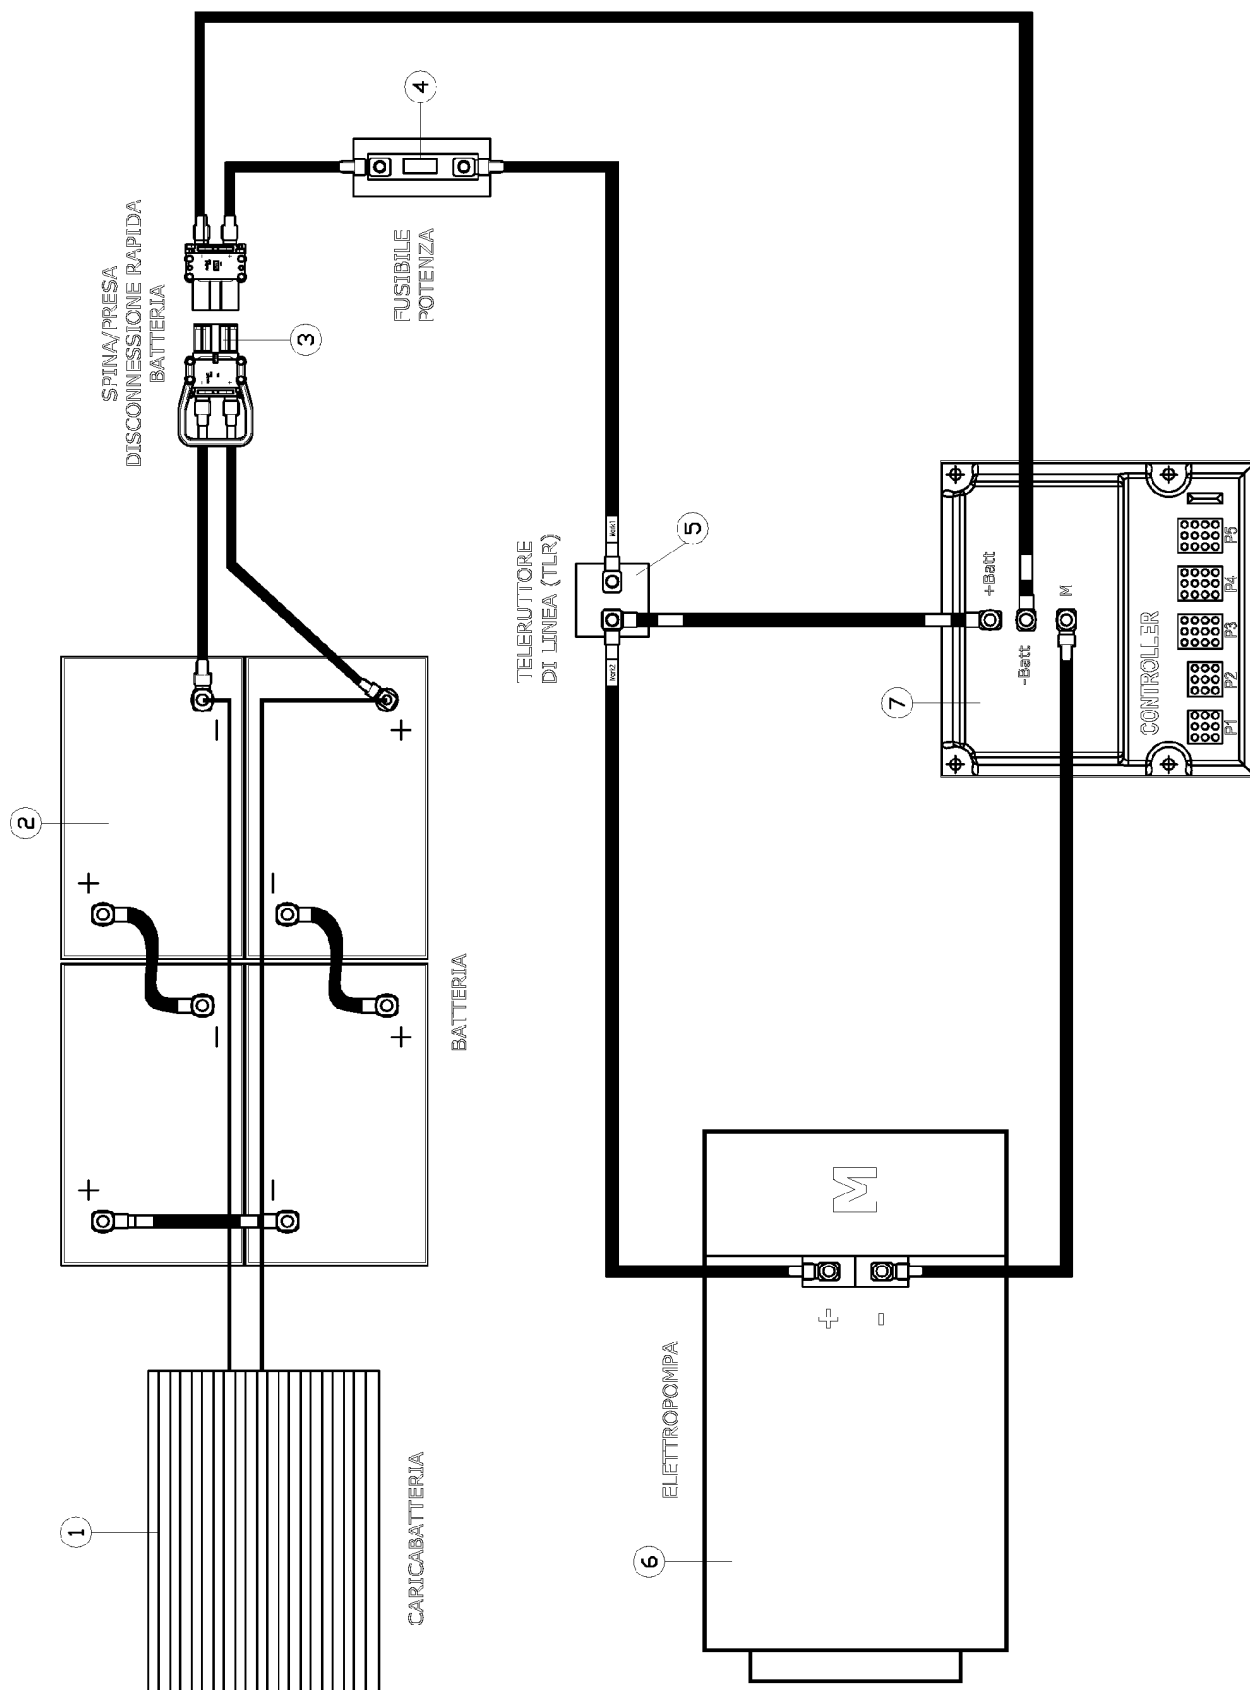 1
2
+
+
-
-
-
-
+
+
SPINA/PRESA
DISCONNESSIONE RAPIDA
BATTERIA
3
4
CARICABATTERIA
BATTERIA
FUSIBILE
POTENZA
TELERUTTORE
DI LINEA (TLR)
5
ELETTROPOMPA
6
M
+
-
7
+Batt
-Batt
M
CONTROLLER
P1 P2 P3 P4 P5